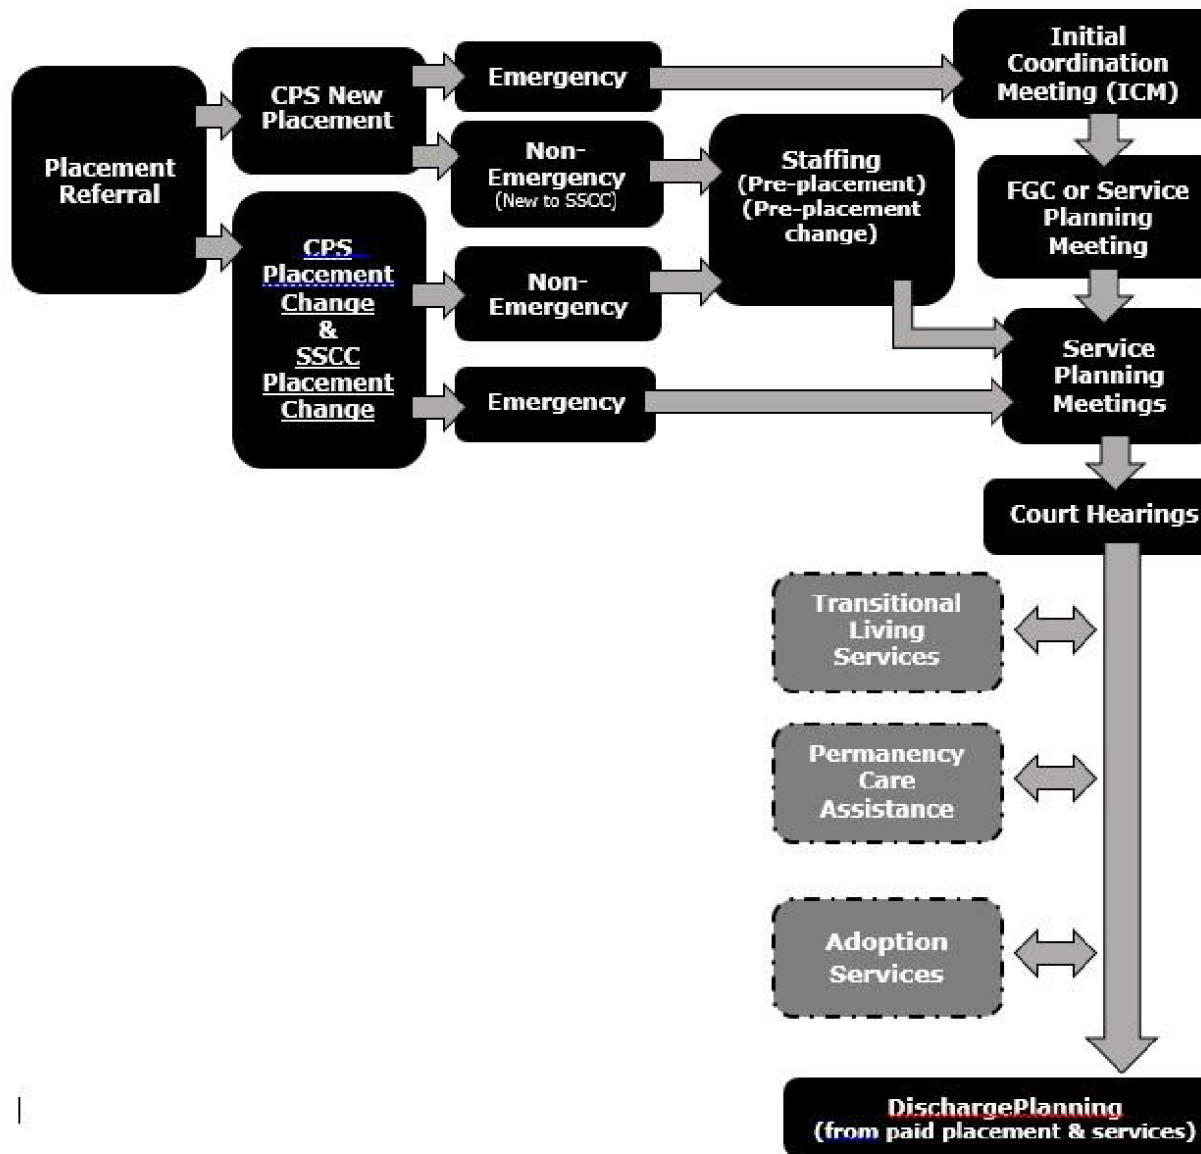 Placement
Referral
CPS New
Placement
CPS
Placement
Change
&
SSCC
Placement
Change
Emergency
Non-
Emergency
(New to SSCC)
Non-
Emergency
Emergency
Staffing
(Pre-placement)
(Pre-placement
change)
Initial
Coordination
Meeting (ICM)
FGC or Service
Planning
Meeting
Service
Planning
Meetings
Court Hearings
Transitional
Living
Services
Permanency
Care
Assistance
Adoption
Services
DischargePlanning
(from paid placement & services)